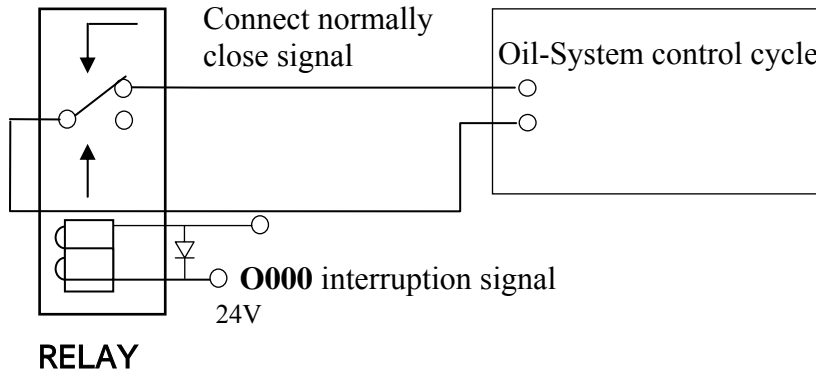 Connect normally
close signal
Oil-System control cycle
O000 interruption signal
24V
RELAY